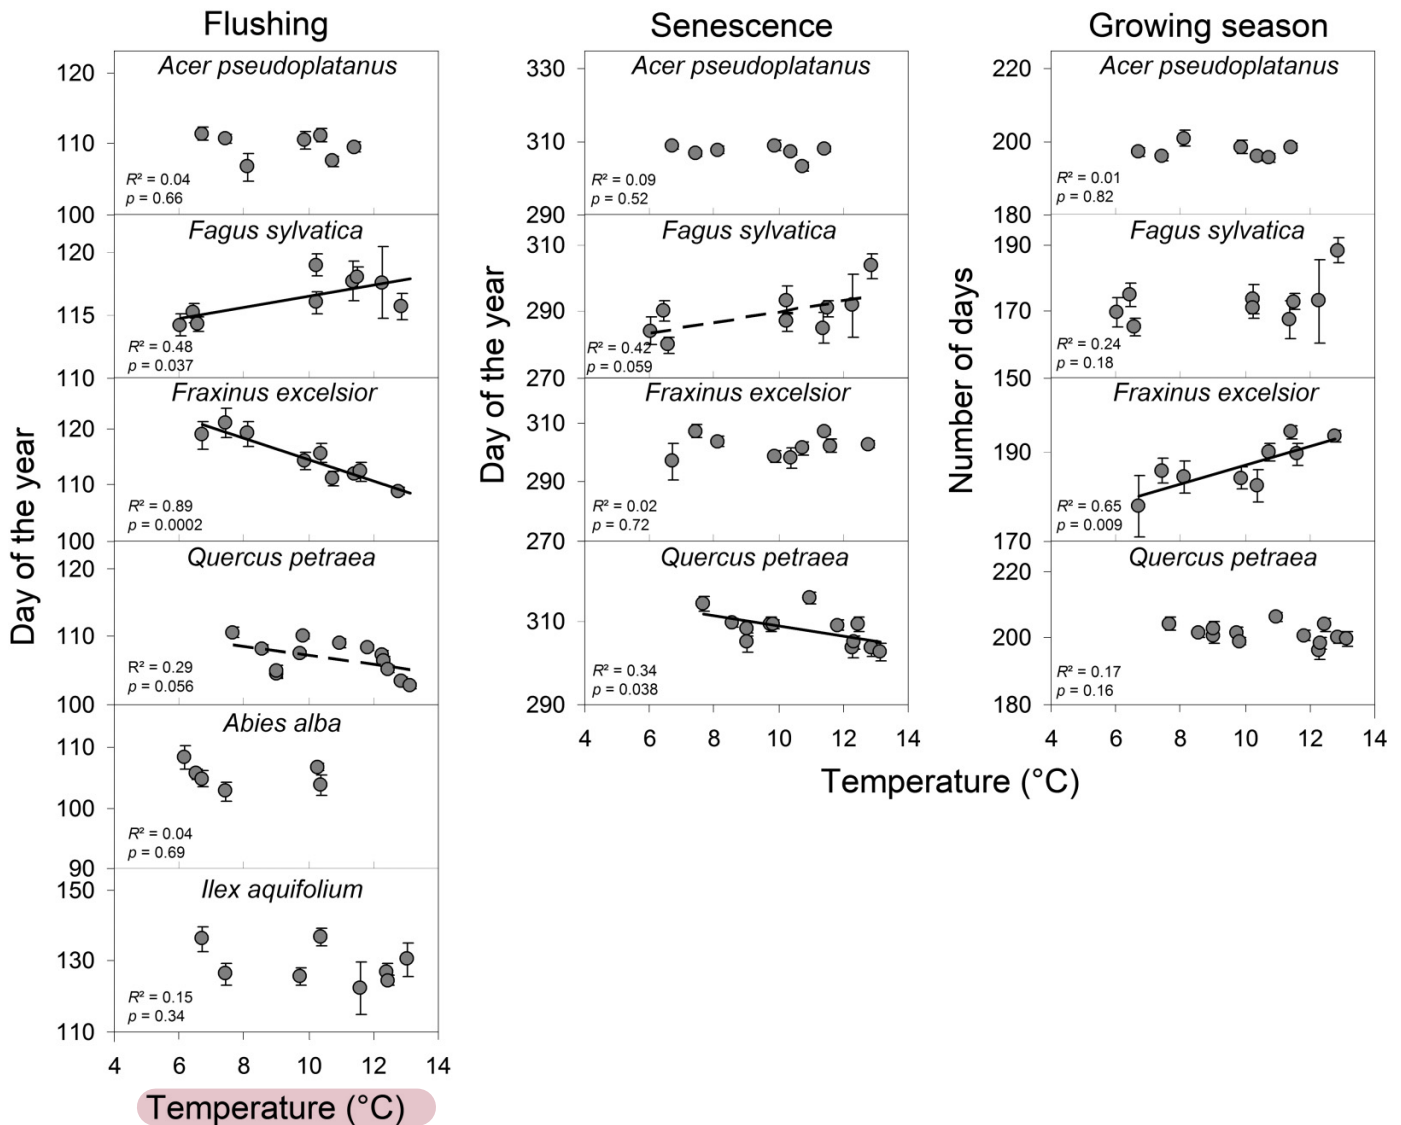 Flushing
Senescence
Growing season
Day of the year
120
Acer pseudoplatanus
110
R² = 0.04
p = 0.66
100
Fagus sylvatica
120
115
R² = 0.48
p = 0.037
110
Fraxinus excelsior
120
110
R² = 0.89
p = 0.0002
100
Quercus petraea
120
110
R² = 0.29
p = 0.056
100
Abies alba
110
100
R² = 0.04
p = 0.69
90
Ilex aquifolium
150
130
R² = 0.15
p = 0.34
110
4 6 8 10 12 14
Temperature (°C)
Day of the year
330
Acer pseudoplatanus
310
R² = 0.09
p = 0.52
290
Fagus sylvatica
310
290
R² = 0.42
p = 0.059
270
Fraxinus excelsior
310
290
R² = 0.02
p = 0.72
270
Quercus petraea
310
R² = 0.34
p = 0.038
290
4 6 8 10 12 14
Number of days
220
Acer pseudoplatanus
200
R² = 0.01
p = 0.82
180
Fagus sylvatica
190
170
R² = 0.24
p = 0.18
150
Fraxinus excelsior
190
R² = 0.65
p = 0.009
170
Quercus petraea
220
200
R² = 0.17
p = 0.16
180
4 6 8 10 12 14
Temperature (°C)